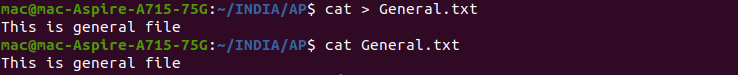 mac@mac-Aspire-A715-75G:~/INDIA/AP$ cat > General.txt
This is general file
mac@mac-Aspire-A715-75G:~/INDIA/AP$ cat General.txt
This is general file